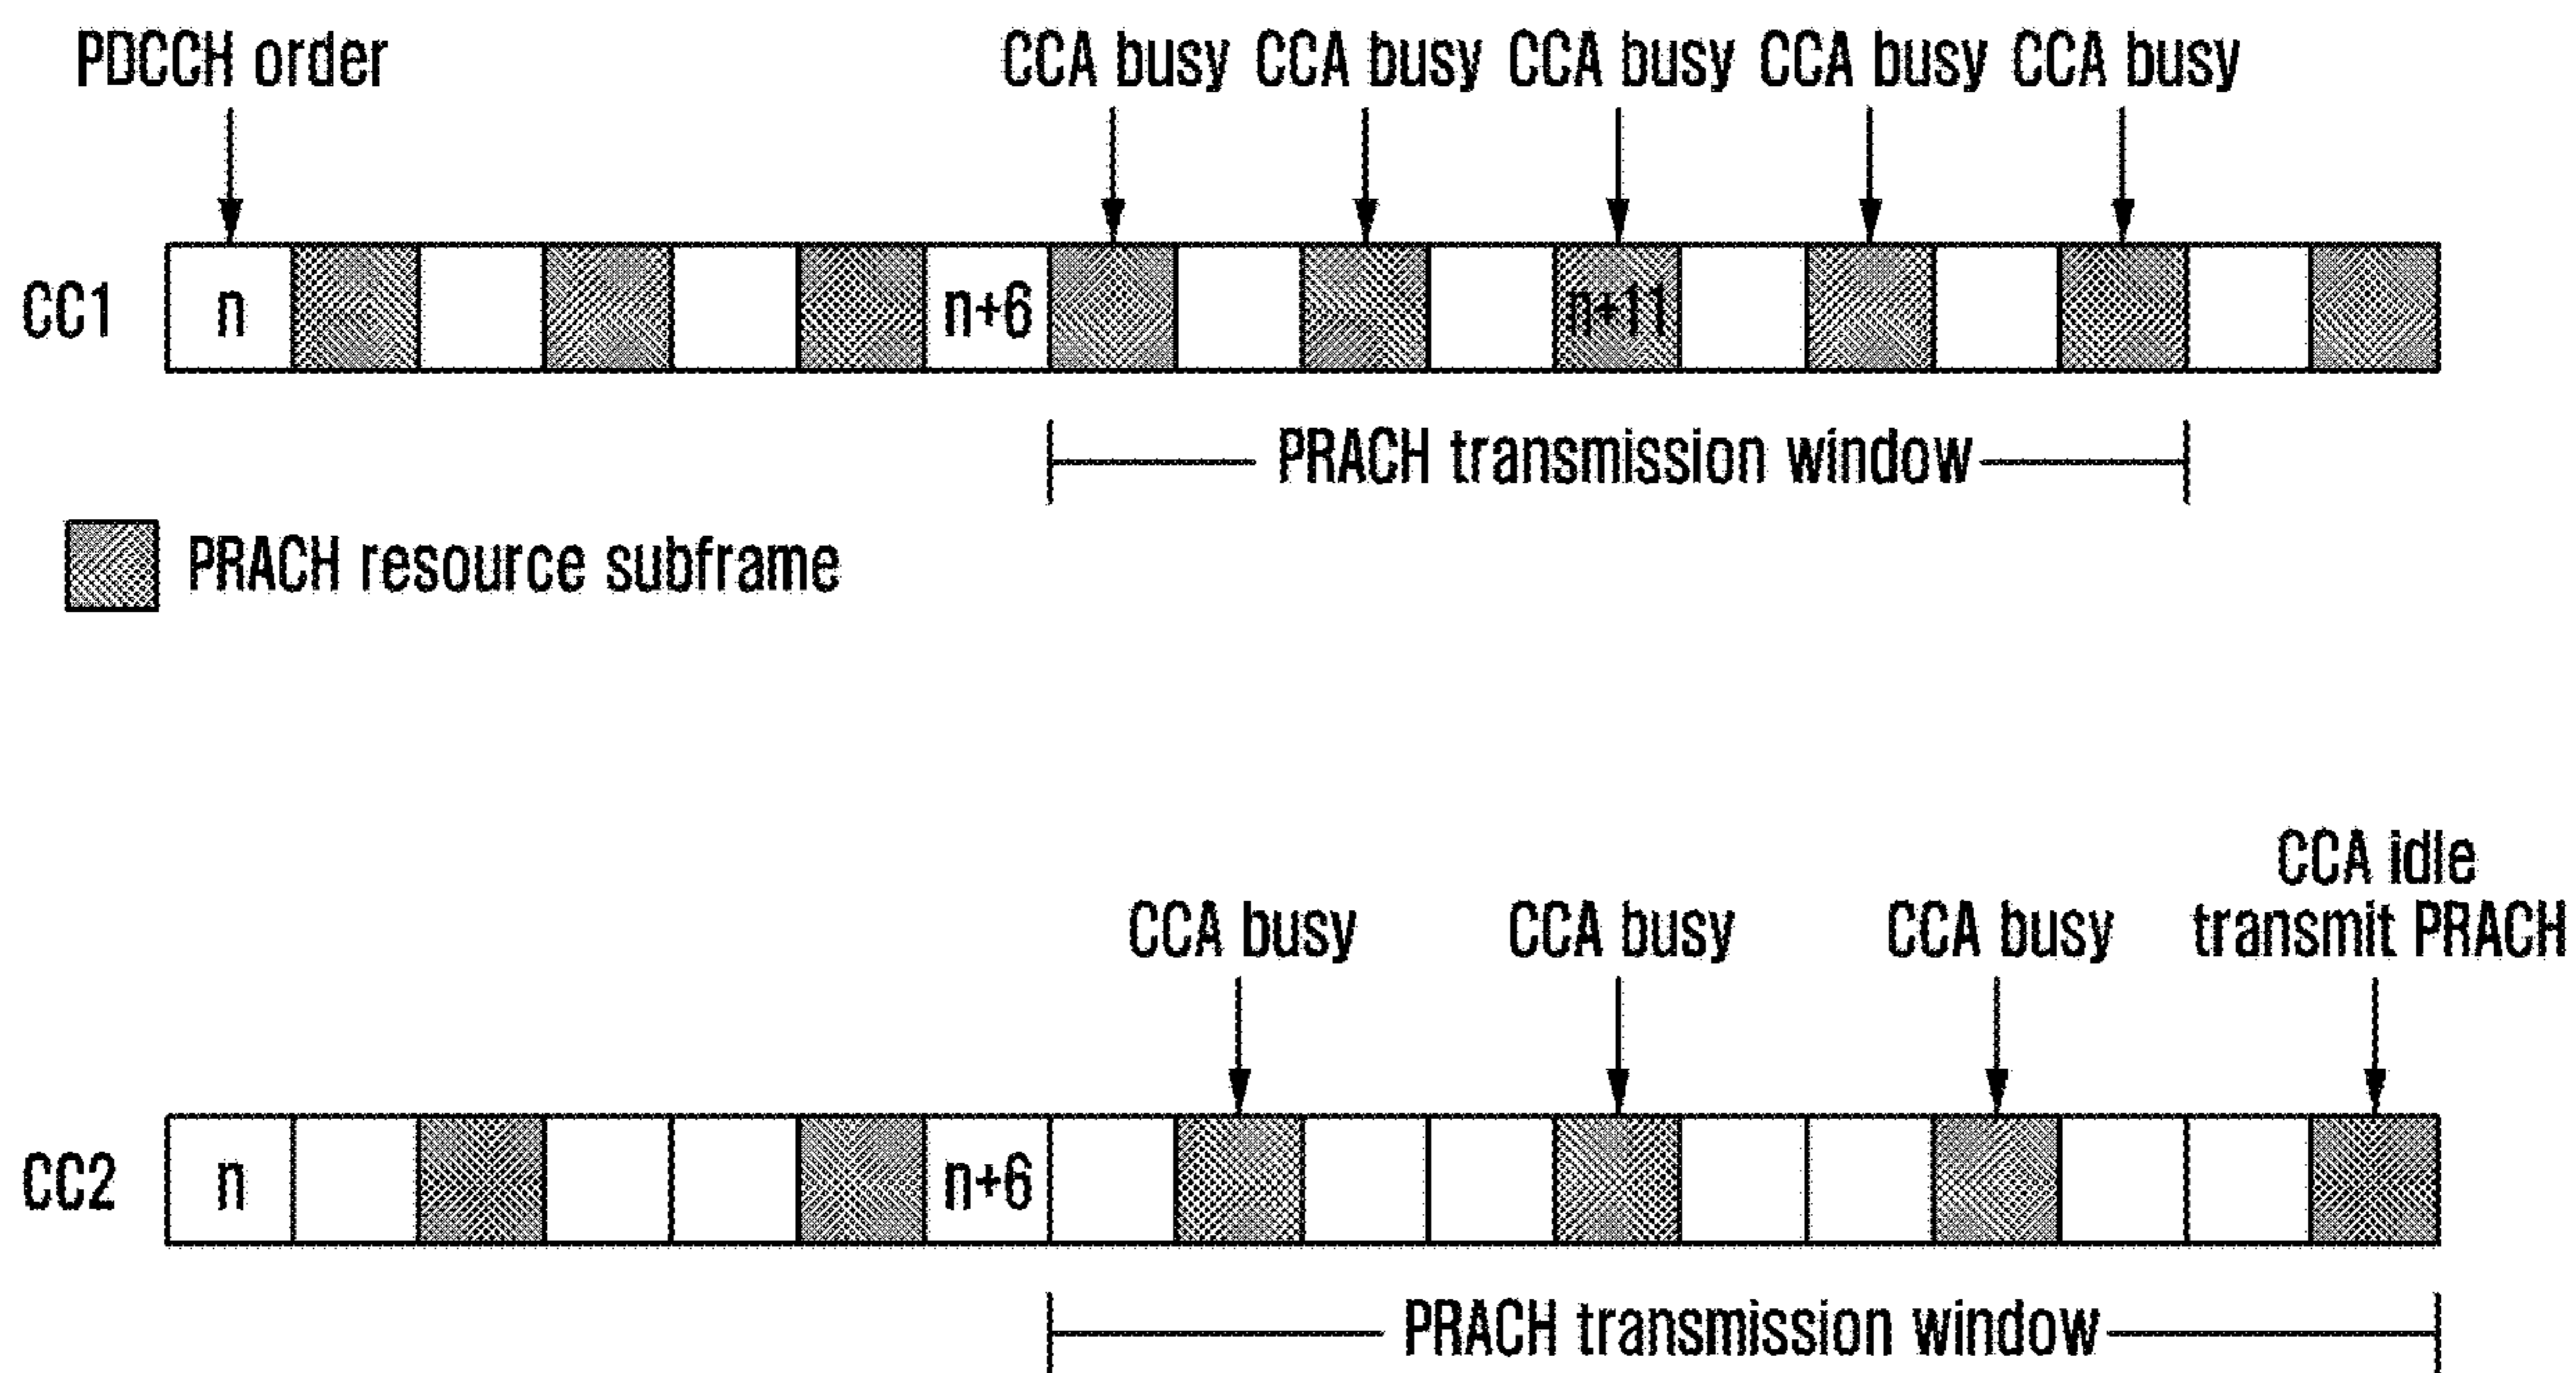 PDCCH order
CCA busy CCA busy CCA busy CCA busy CCA busy
CC1
n
n+6
n+11
PRACH transmission window
PRACH resource subframe
CCA idle
transmit PRACH
CCA busy
CCA busy
CCA busy
CC2
n
n+6
PRACH transmission window